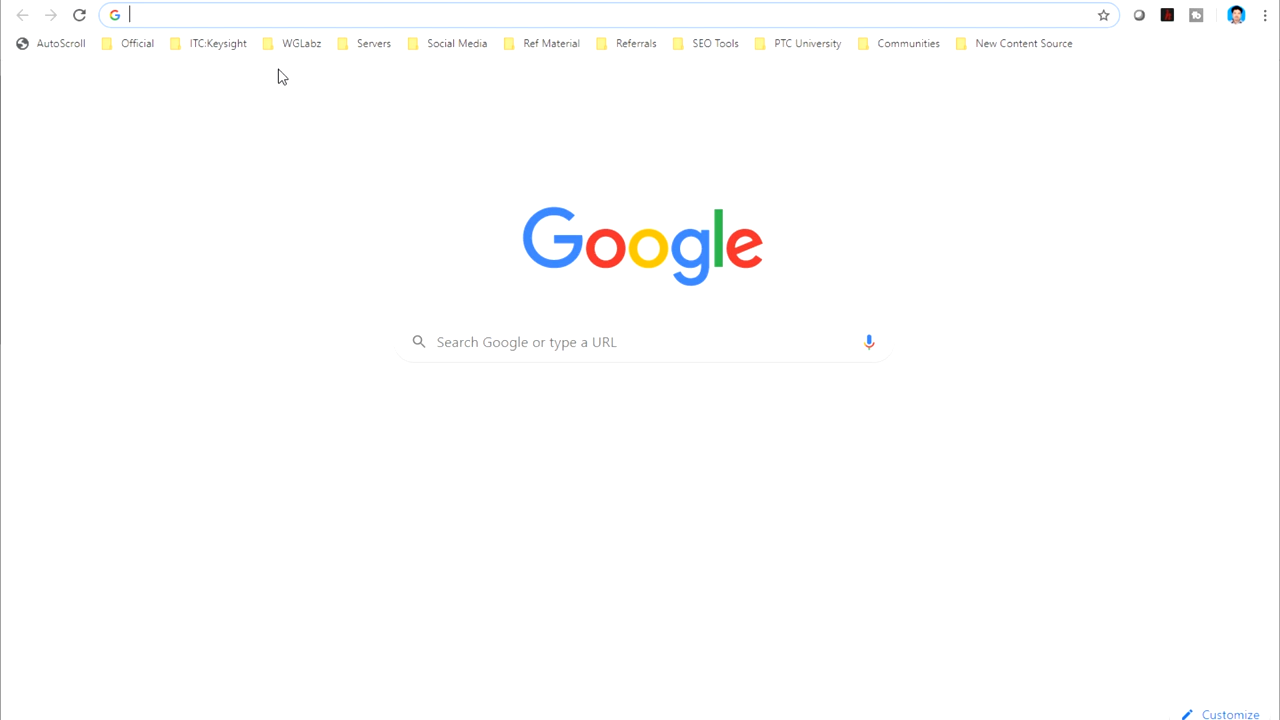 AutoScroll Official ITC:Keysight WGLabz Servers Social Media Ref Material Referrals SEO Tools PTC University Communities New Content Source
Google
Search Google or type a URL
Customize